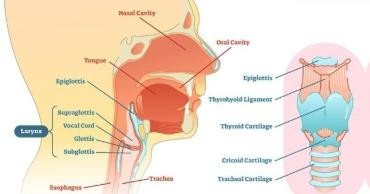 Nasal Cavity
Oral Cavity
Tongue
Epiglottis
Supraglottis
Vocal Cord
Larynx
Glottis
Subglottis
Esophagus
Trachea
Epiglottis
Thyrohyoid Ligament
Thyroid Cartilage
Cricoid Cartilage
Tracheal Cartilage